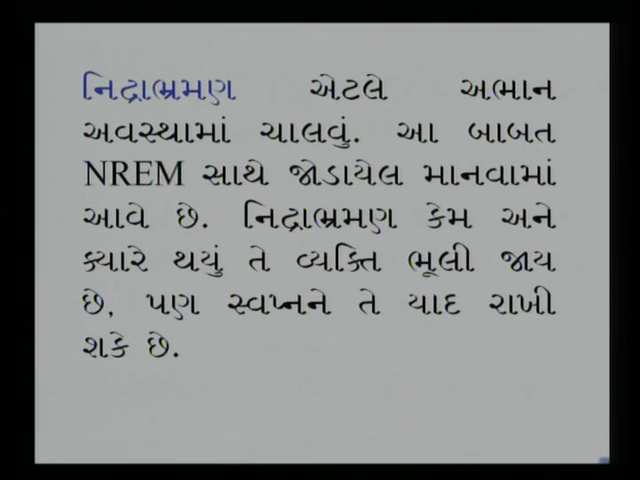 નિદ્રાભ્રમણ એટલે અભાન
અવસ્થામાં ચાલવું. આ બાબત
NREM સાથે જોડાયેલ માનવામાં
આવે છે. નિદ્રાભ્રમણ કેમ અને
ક્યારે થયું તે વ્યક્તિ ભૂલી જાય
છે, પણ સ્વપ્નને તે યાદ રાખી
શકે છે.